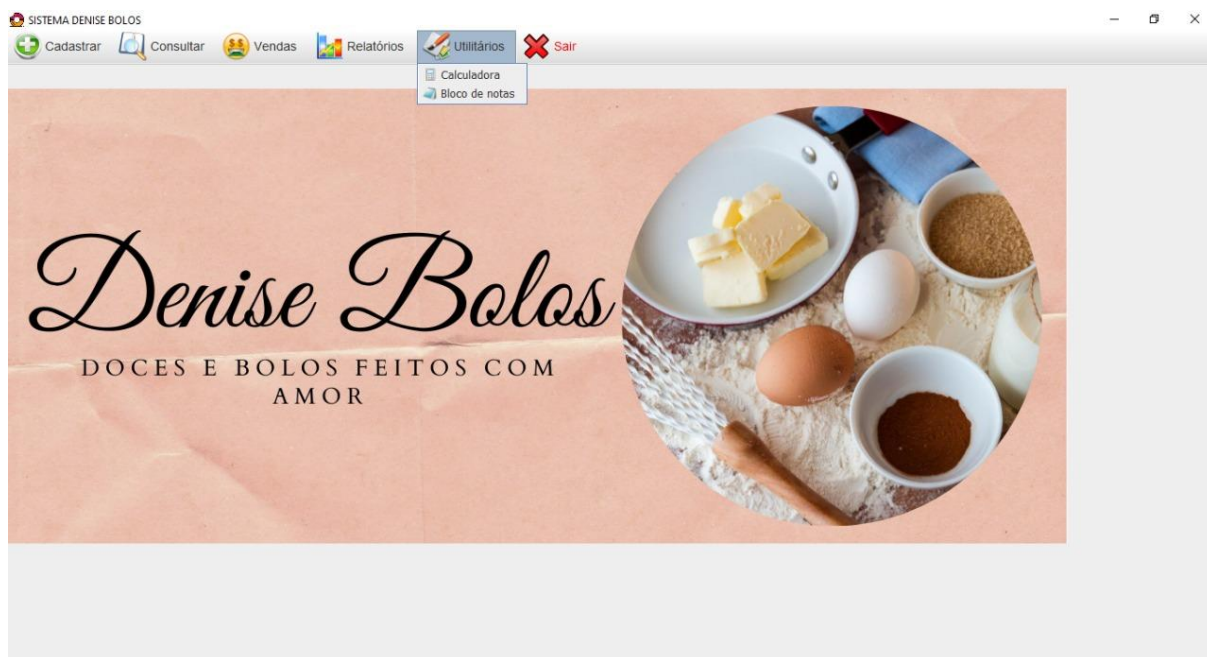 SISTEMA DENISE BOLOS
Cadastrar Consultar Vendas Relatórios Utilitários Sair
Calculadora
Bloco de notas
Denise Bolos
DOCES E BOLOS FEITOS COM
AMOR